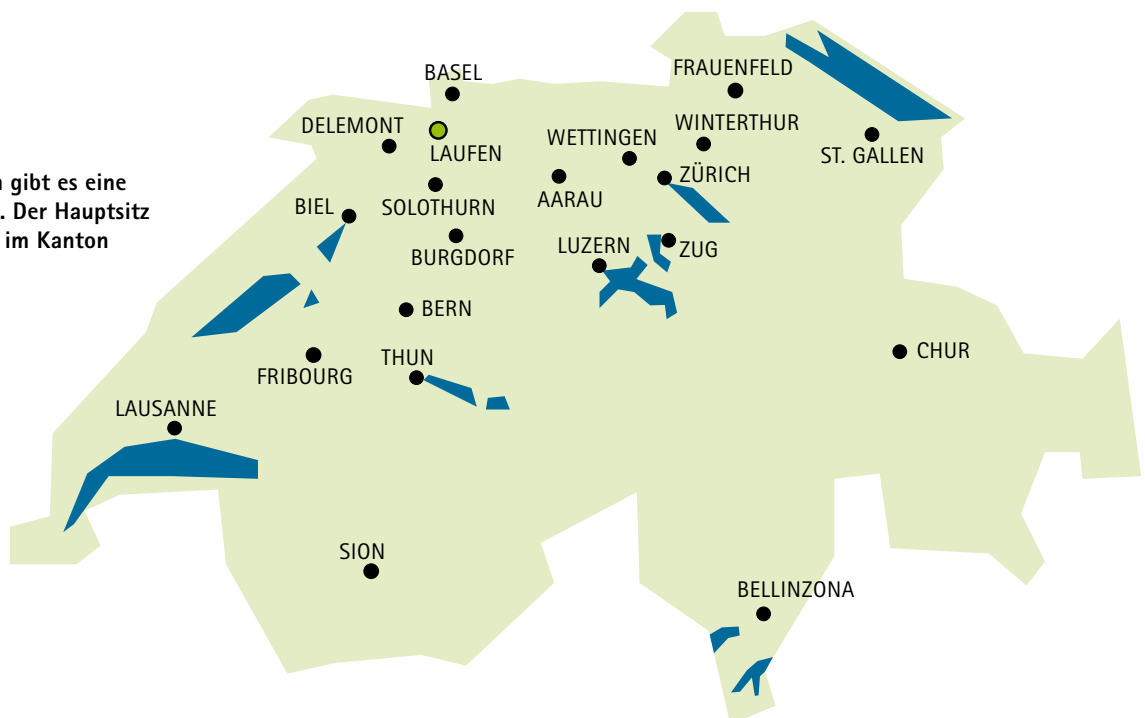 gibt es eine
. Der Hauptsitz
im Kanton
BASEL
FRAUENFELD
DELEMONT
LAUFEN
WETTINGEN
WINTERTHUR
ST. GALLEN
ZÜRICH
AARAU
SOLOTHURN
BIEL
BURGDORF
LUZERN
ZUG
BERN
CHUR
THUN
FRIBOURG
LAUSANNE
SION
BELLINZONA